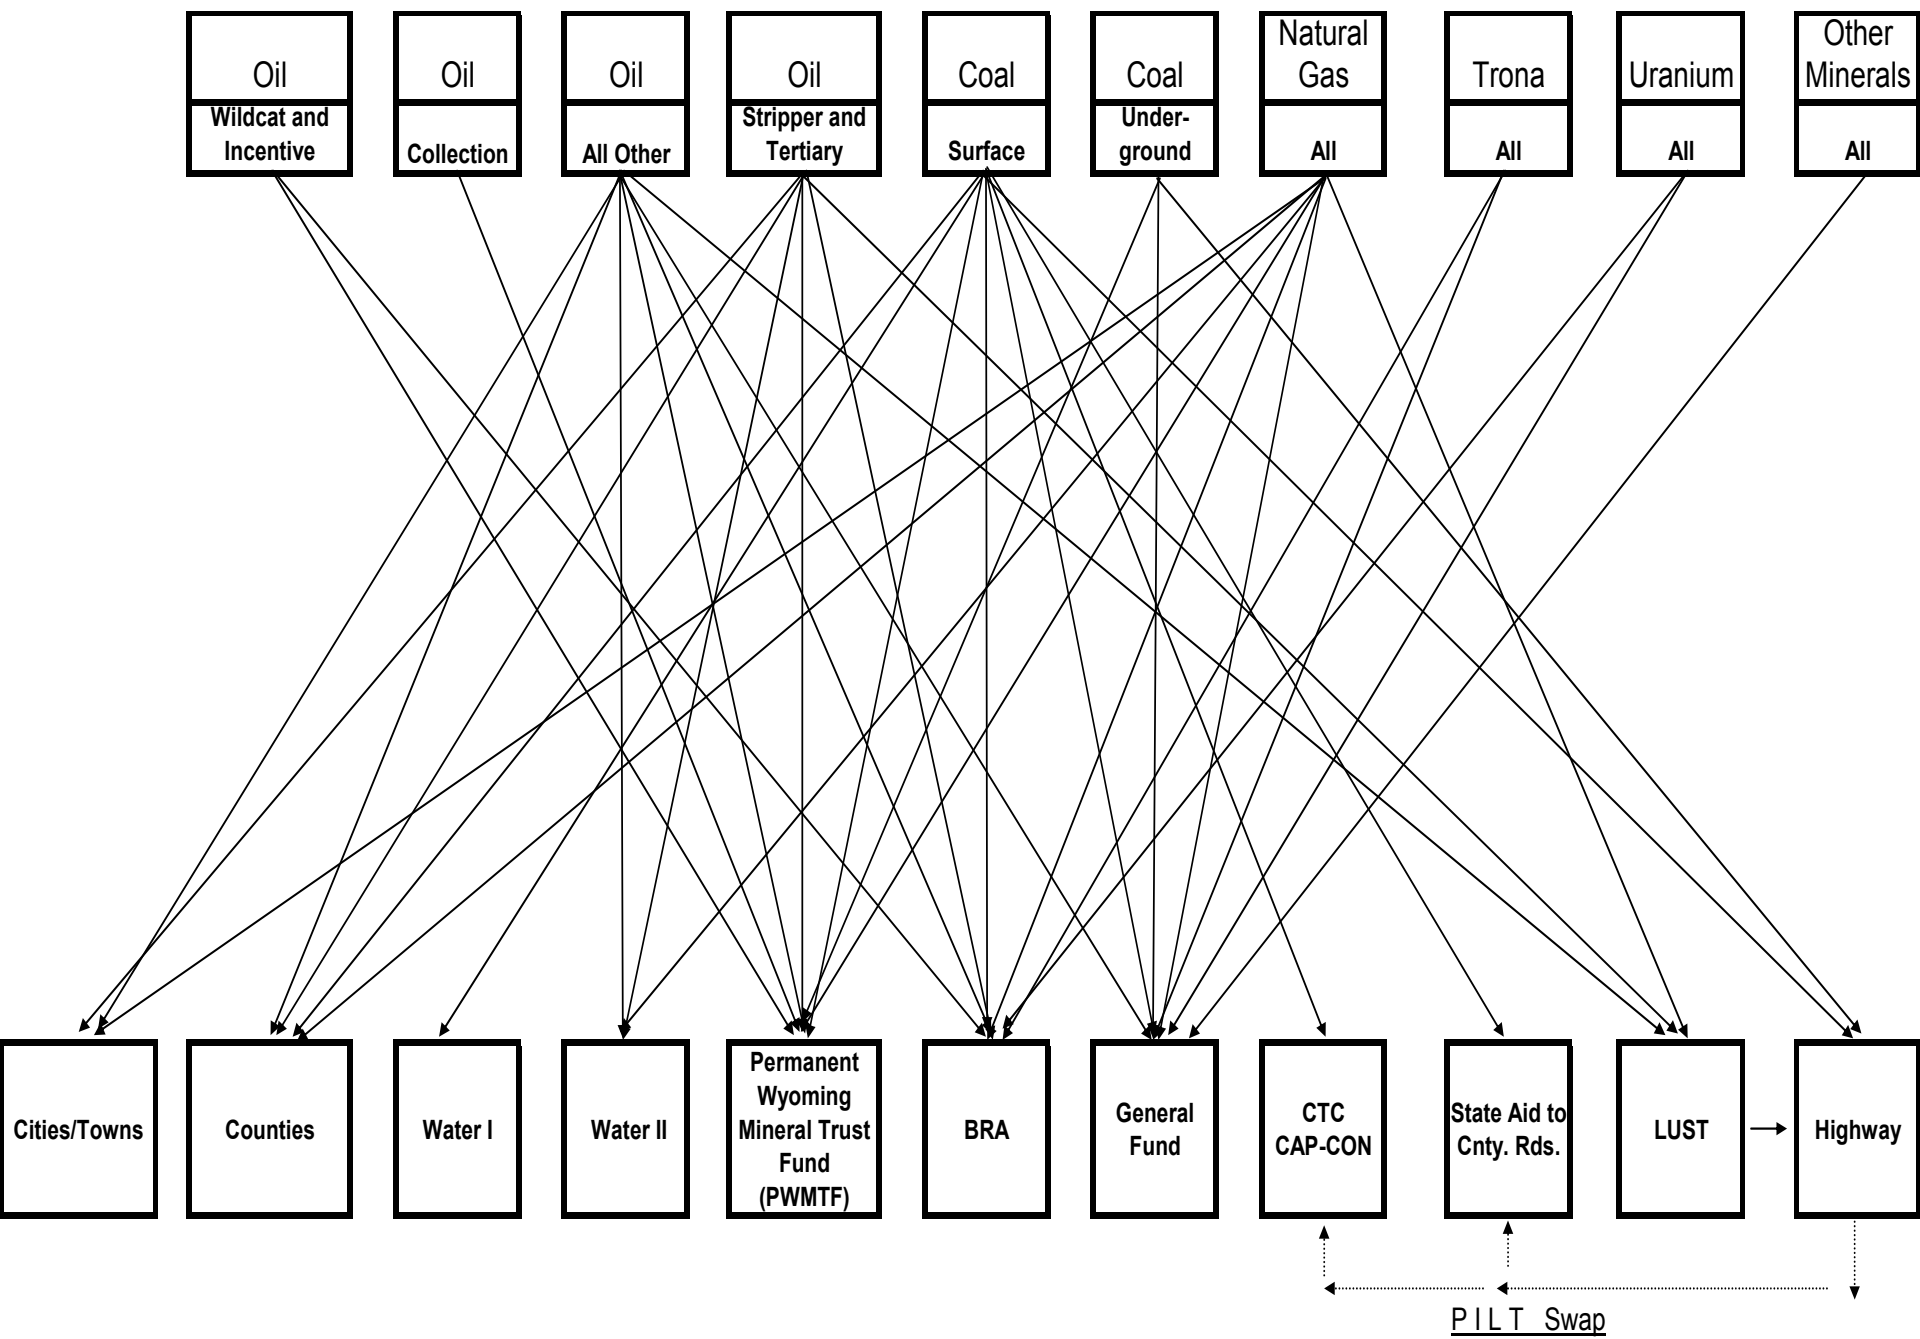 Oil
Wildcat and
Incentive
Oil
Collection
Oil
All Other
Oil
Stripper and
Tertiary
Coal
Surface
Coal
Under-
ground
Natural
Gas
All
Trona
All
Uranium
All
Other
Minerals
All
Cities/Towns
Counties
Water I
Water II
Permanent
Wyoming
Mineral Trust
Fund
(PWMTF)
BRA
General
Fund
CTC
CAP-CON
State Aid to
Cnty. Rds.
LUST
Highway
P I L T Swap